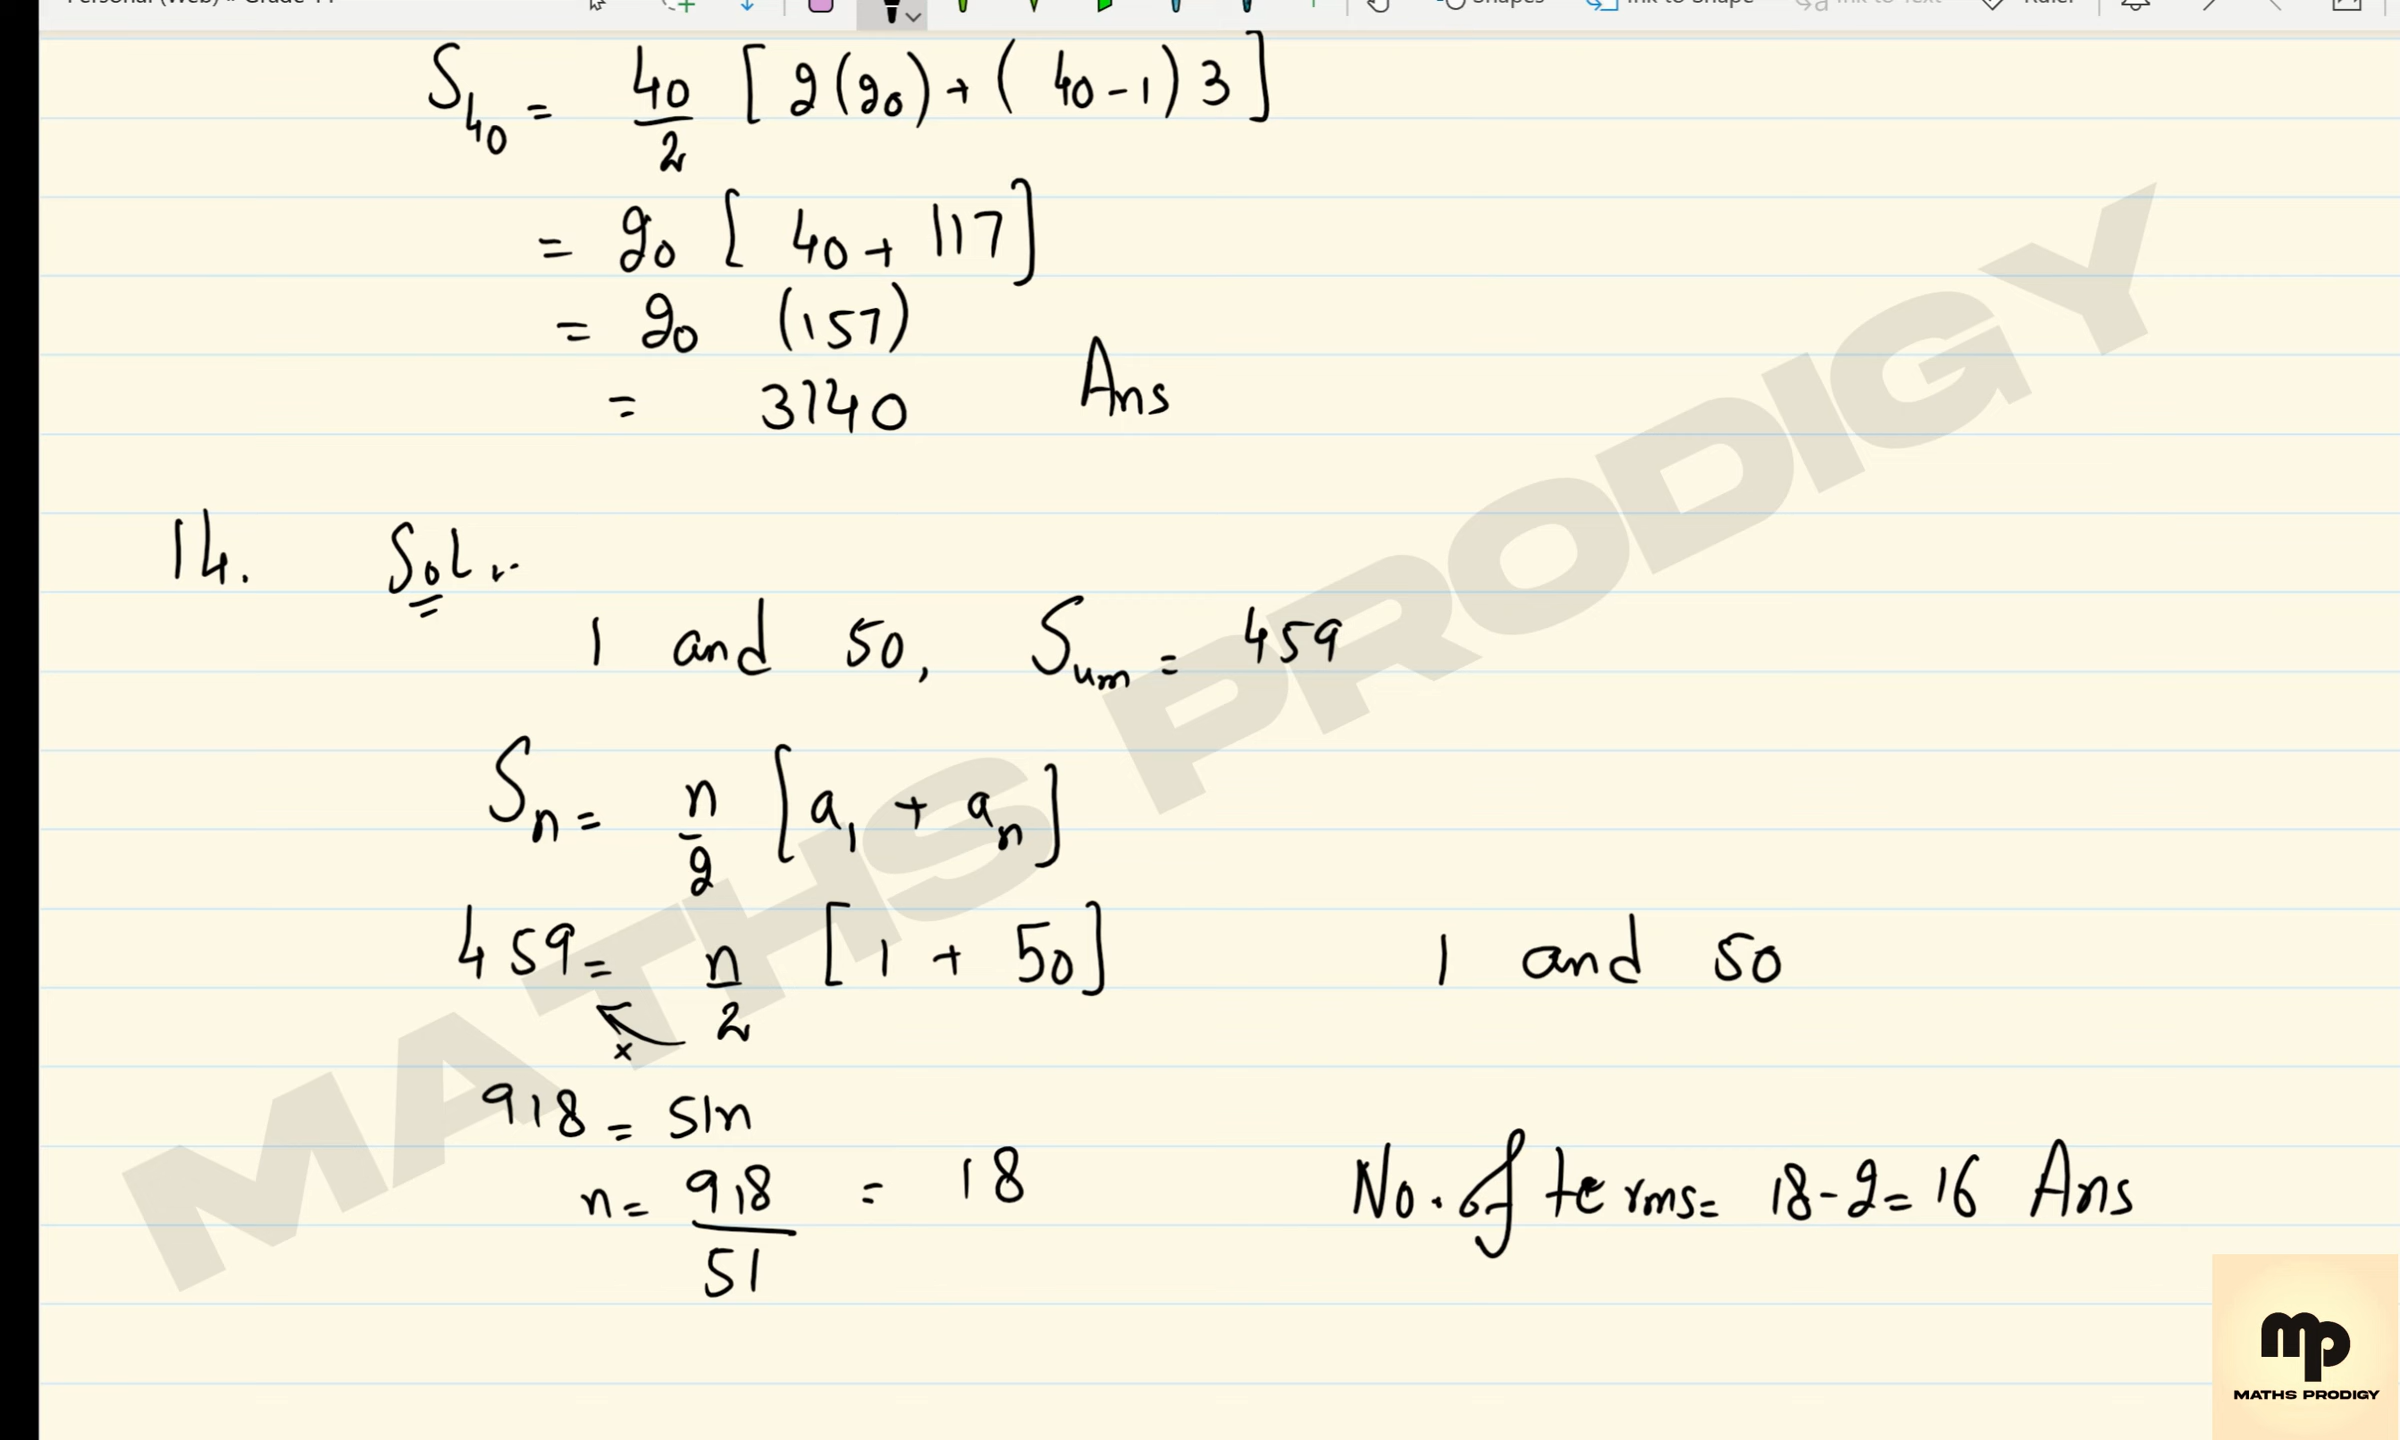 S₄₀ = 40/2 [2(20) + (40-1)3]
= 20 [40 + 117]
= 20 (157)
= 3140 Ans
14. Sol:-
1 and 50, Sum = 459
Sₙ = n/2 [a₁ + aₙ]
459 = n/2 [1 + 50] 1 and 50
×
918 = 51n
n = 918/51 = 18 No. of terms = 18-2 = 16 Ans
MATHS PRODIGY
mp
MATHS PRODIGY